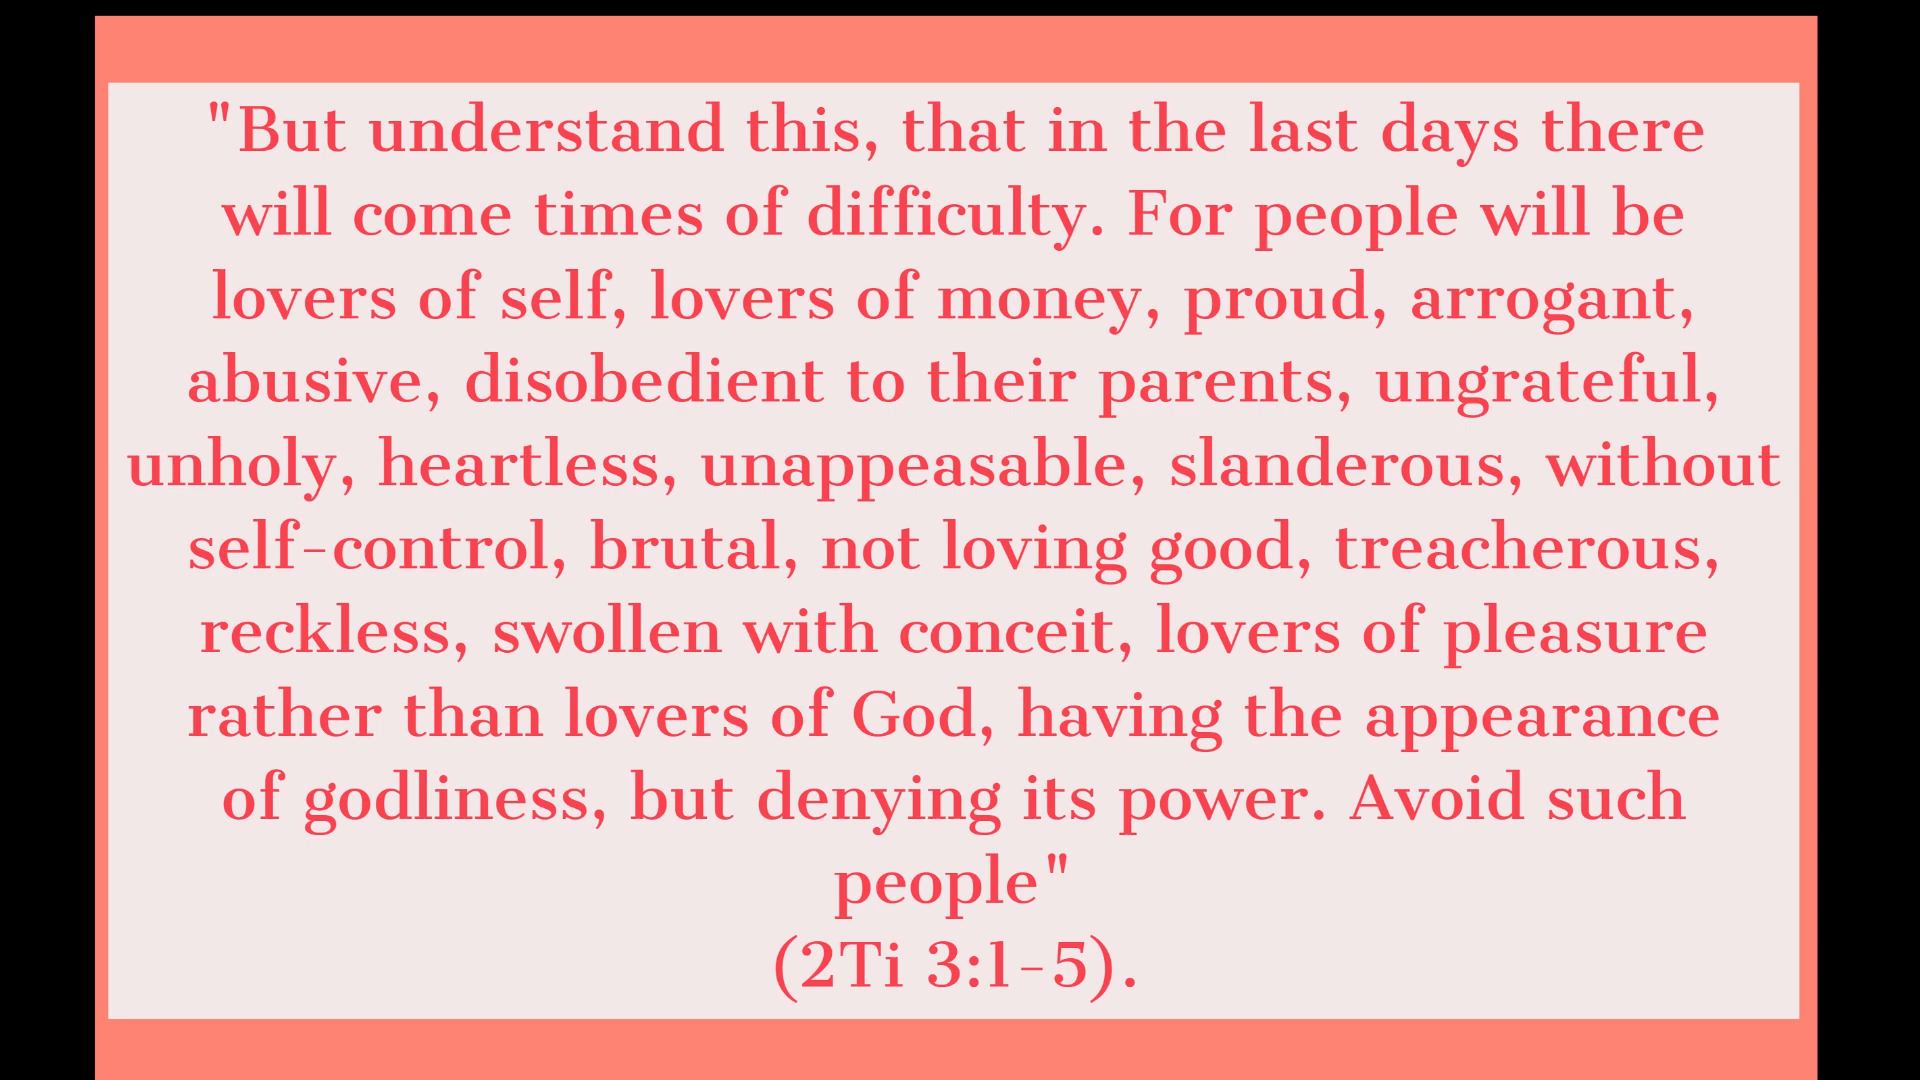 "But understand this, that in the last days there
will come times of difficulty. For people will be
lovers of self, lovers of money, proud, arrogant,
abusive, disobedient to their parents, ungrateful,
unholy, heartless, unappeasable, slanderous, without
self-control, brutal, not loving good, treacherous,
reckless, swollen with conceit, lovers of pleasure
rather than lovers of God, having the appearance
of godliness, but denying its power. Avoid such
people"
(2Ti 3:1-5).